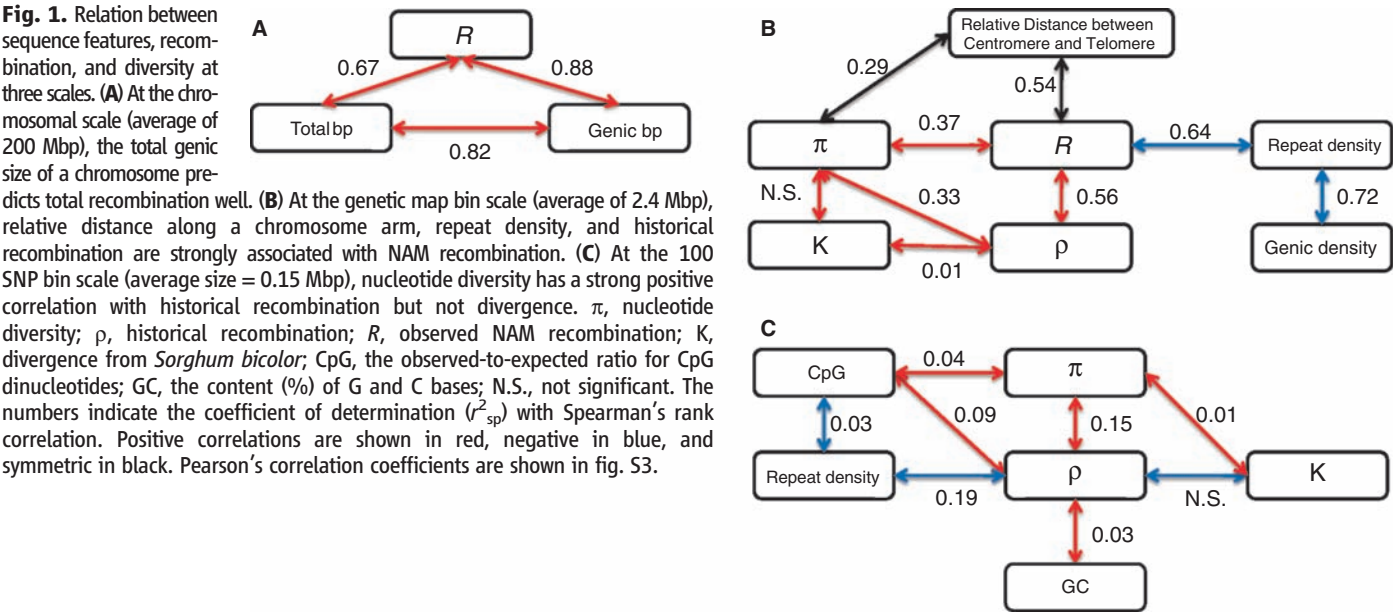 Fig. 1. Relation between
sequence features, recom-
bination, and diversity at
three scales. (A) At the chro-
mosomal scale (average of
200 Mbp), the total genic
size of a chromosome pre-
dicts total recombination well. (B) At the genetic map bin scale (average of 2.4 Mbp),
relative distance along a chromosome arm, repeat density, and historical
recombination are strongly associated with NAM recombination. (C) At the 100
SNP bin scale (average size = 0.15 Mbp), nucleotide diversity has a strong positive
correlation with historical recombination but not divergence. π, nucleotide
diversity; ρ, historical recombination; R, observed NAM recombination; K,
divergence from Sorghum bicolor; CpG, the observed-to-expected ratio for CpG
dinucleotides; GC, the content (%) of G and C bases; N.S., not significant. The
numbers indicate the coefficient of determination (r²sp) with Spearman's rank
correlation. Positive correlations are shown in red, negative in blue, and
symmetric in black. Pearson's correlation coefficients are shown in fig. S3.
A
R
0.67
0.88
Total bp
Genic bp
0.82
B
Relative Distance between
Centromere and Telomere
0.29
0.54
π
0.37
R
0.64
Repeat density
N.S.
0.33
0.56
0.72
K
0.01
ρ
Genic density
C
CpG
0.04
π
0.03
0.09
0.15
0.01
Repeat density
0.19
ρ
N.S.
K
0.03
GC